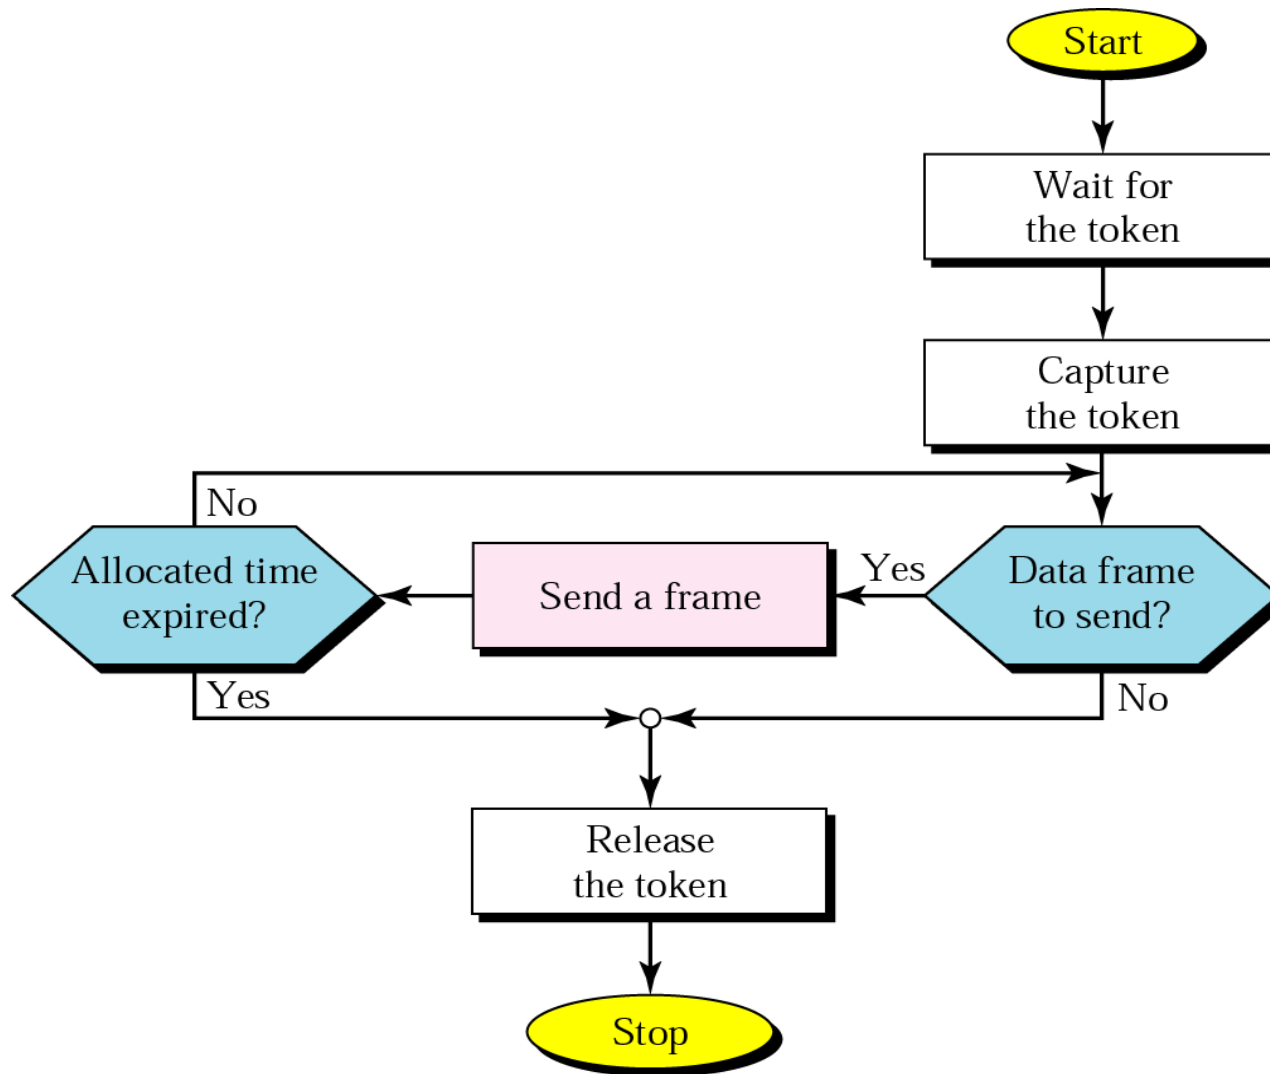 Start
Wait for
the token
Capture
the token
No
Allocated time
expired?
Send a frame
Yes
Data frame
to send?
Yes
No
Release
the token
Stop